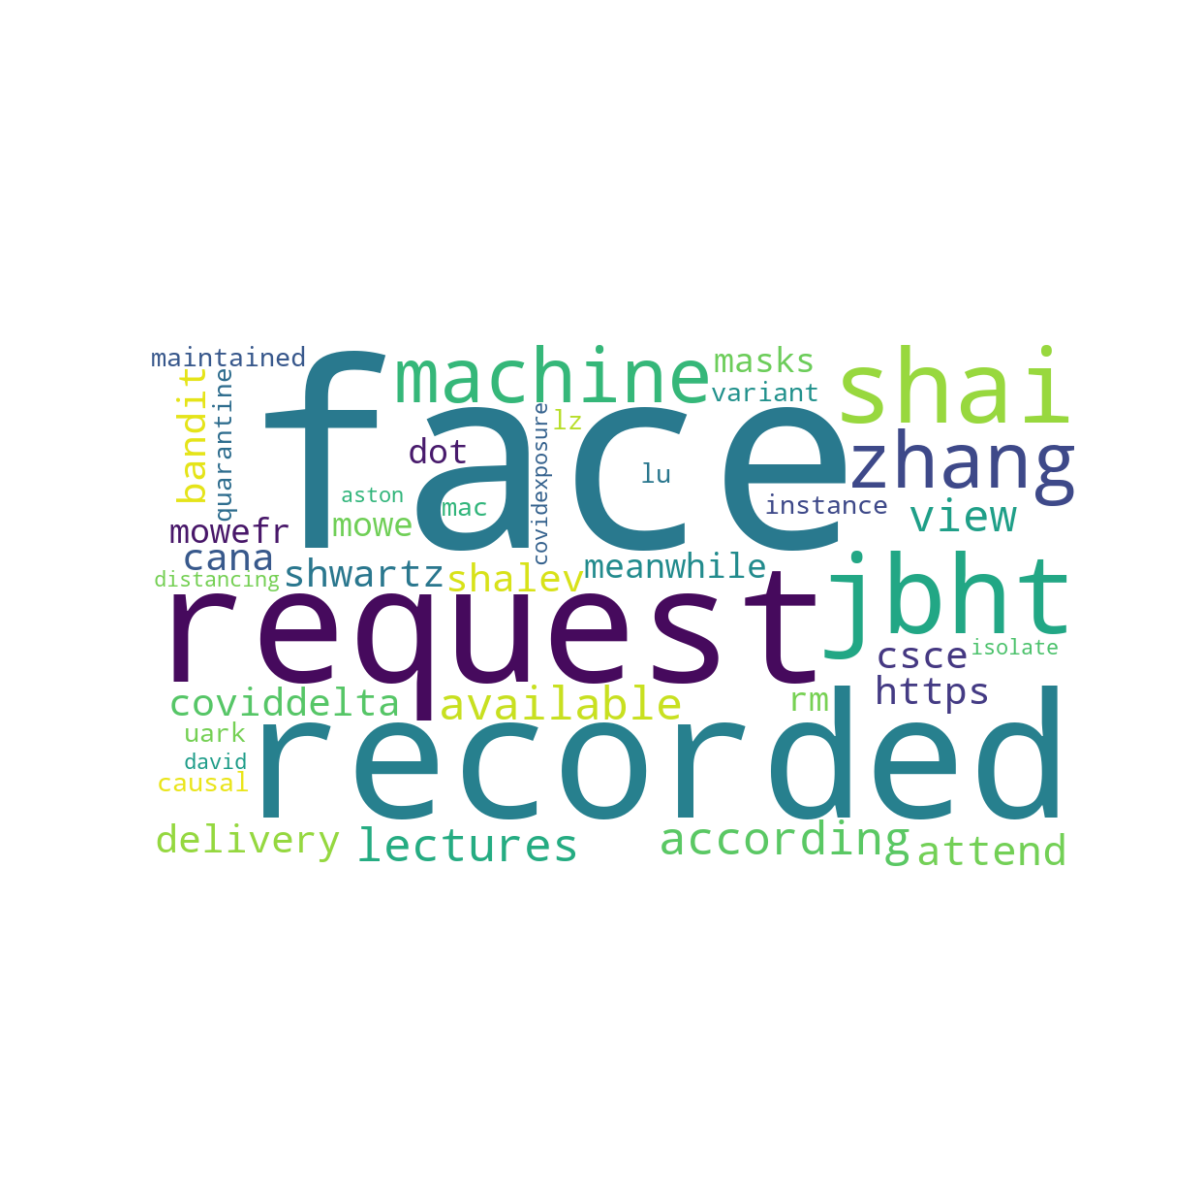 maintained
face
machine
masks
shai
variant
bandit
quarantine
covidexposure
lz
dot
zhang
lu
aston
mac
instance
view
mowefr
mowe
cana
shwartz
shalev
meanwhile
jbht
distancing
request
csce
isolate
https
coviddelta
available
rm
recorded
uark
david
causal
delivery
lectures
according
attend